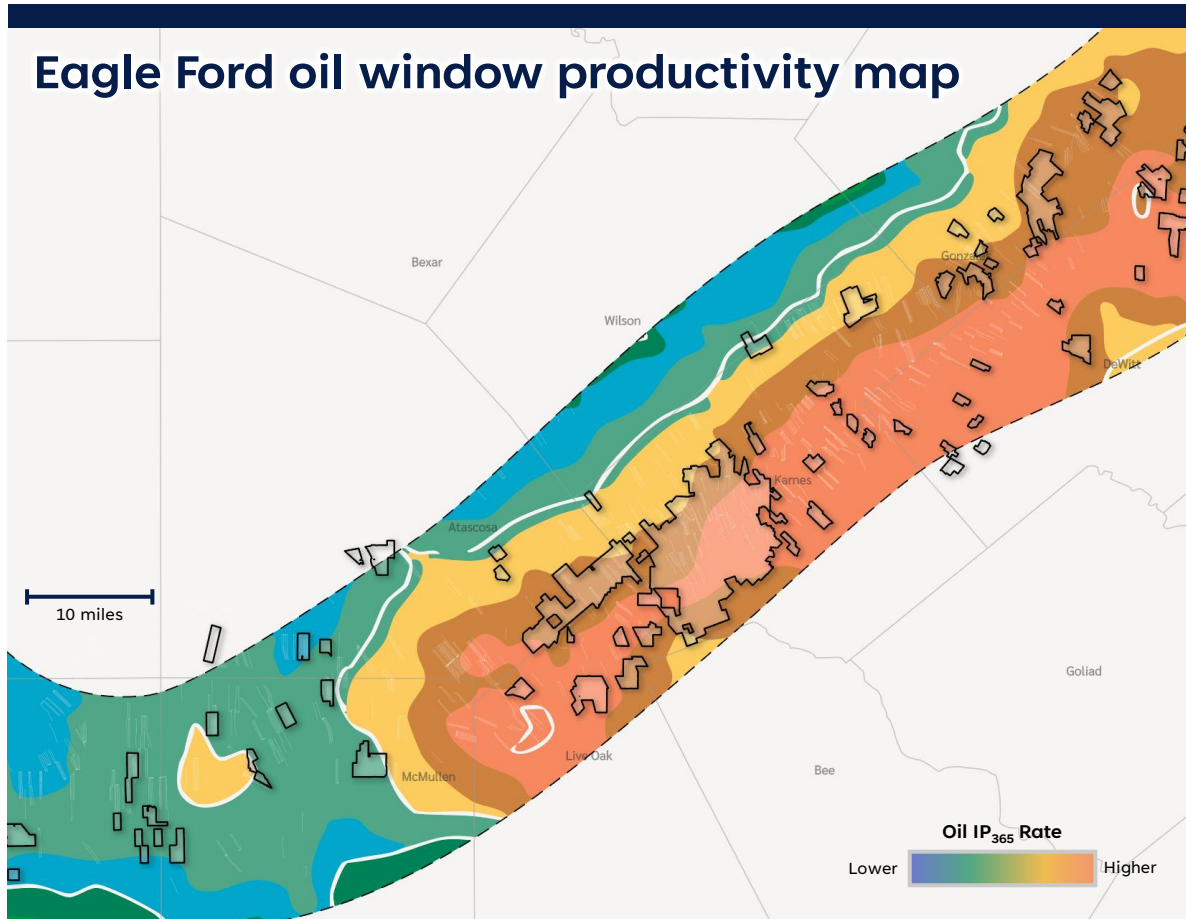 Eagle Ford oil window productivity map
Bexar
Gonzales
Wilson
DeWitt
Karnes
Atascosa
10 miles
Goliad
Live Oak
Bee
McMullen
Oil IP365 Rate
Lower
Higher